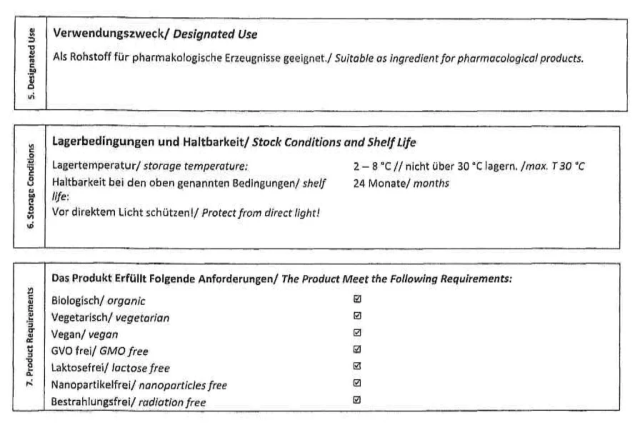 5. Designated Use
Verwendungszweck/ Designated Use
Als Rohstoff für pharmakologische Erzeugnisse geeignet./ Suitable as ingredient for pharmacological products.
6. Storage Conditions
Lagerbedingungen und Haltbarkeit/ Stock Conditions and Shelf Life
Lagertemperatur/ storage temperature: 2 – 8 °C // nicht über 30 °C lagern. /max. T 30 °C
Haltbarkeit bei den oben genannten Bedingungen/ shelf 24 Monate/ months
life:
Vor direktem Licht schützen!/ Protect from direct light!
7. Product Requirements
Das Produkt Erfüllt Folgende Anforderungen/ The Product Meet the Following Requirements:
Biologisch/ organic ☑
Vegetarisch/ vegetarian ☑
Vegan/ vegan ☑
GVO frei/ GMO free ☑
Laktosefrei/ lactose free ☑
Nanopartikelfrei/ nanoparticles free ☑
Bestrahlungsfrei/ radiation free ☑